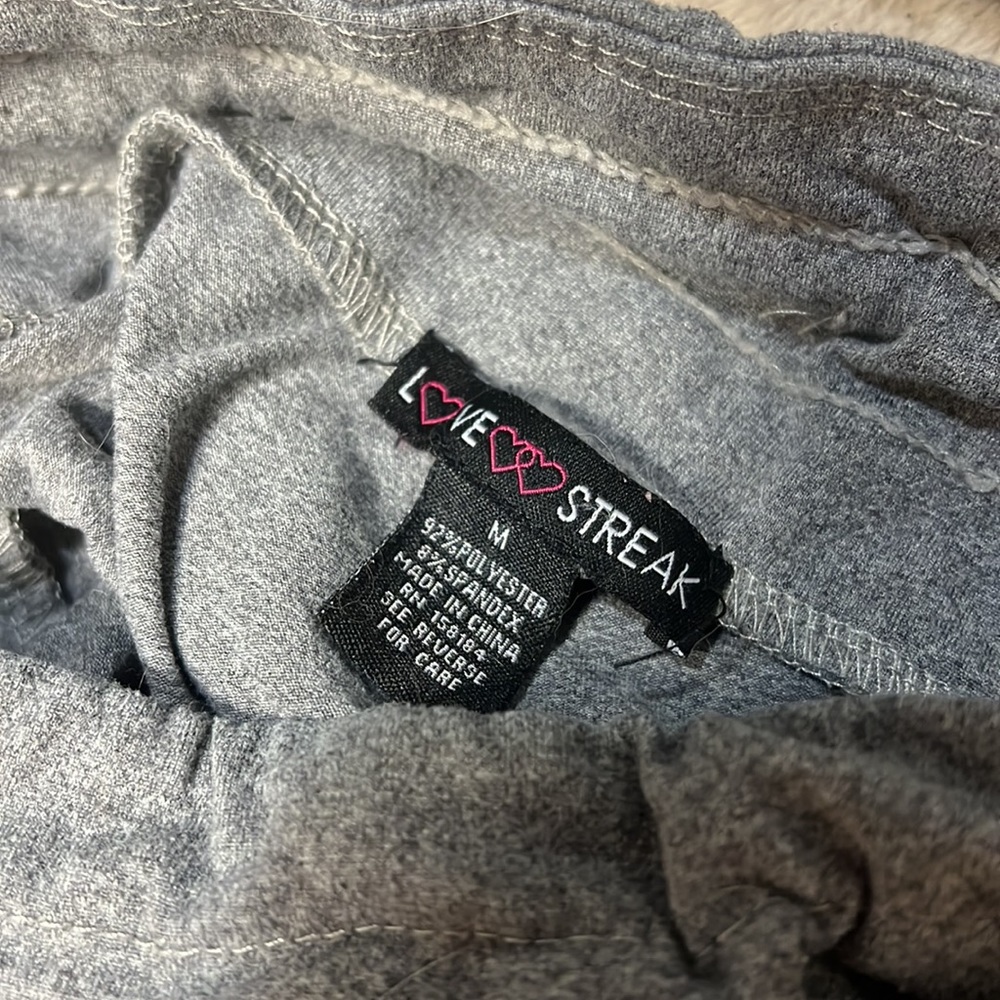 LOVE STREAK
M
92%POLYESTER
8%SPANDEX
MADE IN CHINA
RN 158184
SEE REVERSE
FOR CARE